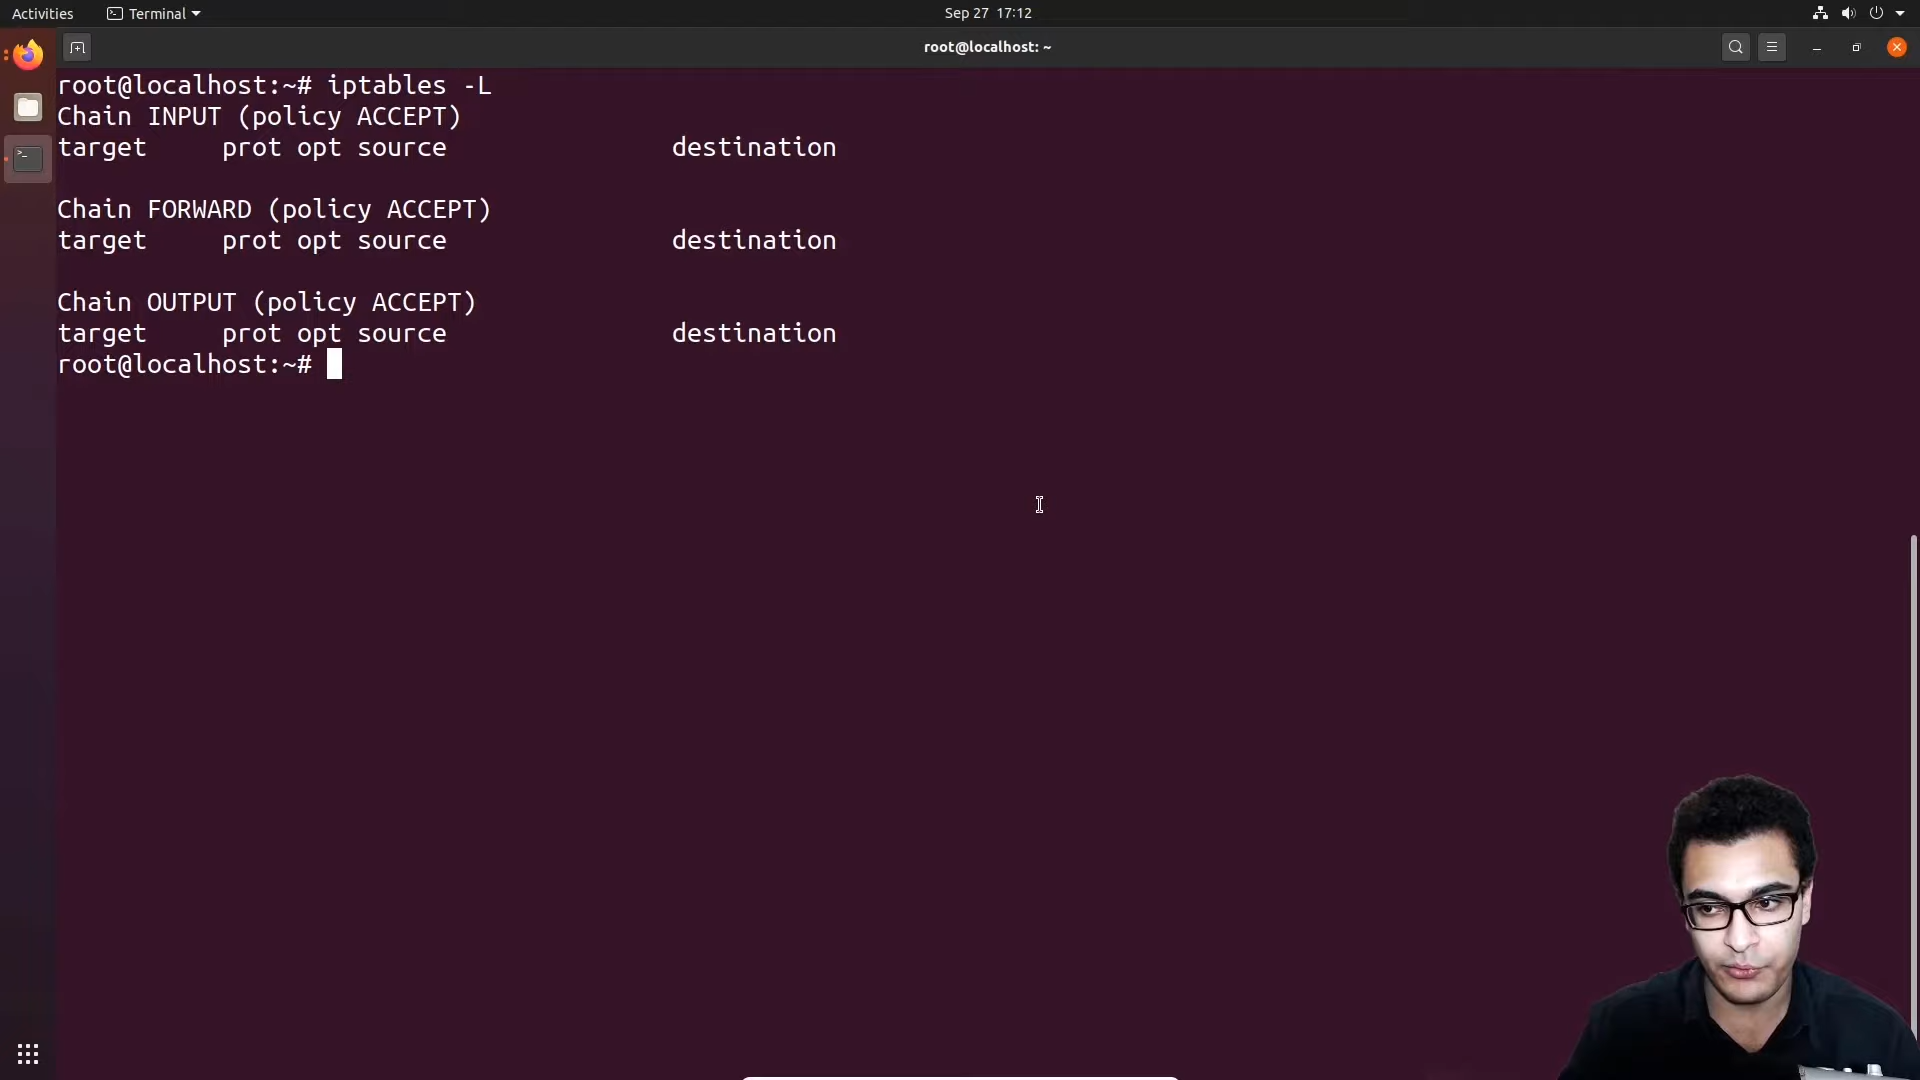 Activities
Terminal
Sep 27 17:12
root@localhost: ~
root@localhost:~# iptables -L
Chain INPUT (policy ACCEPT)
target     prot opt source               destination
Chain FORWARD (policy ACCEPT)
target     prot opt source               destination
Chain OUTPUT (policy ACCEPT)
target     prot opt source               destination
root@localhost:~#